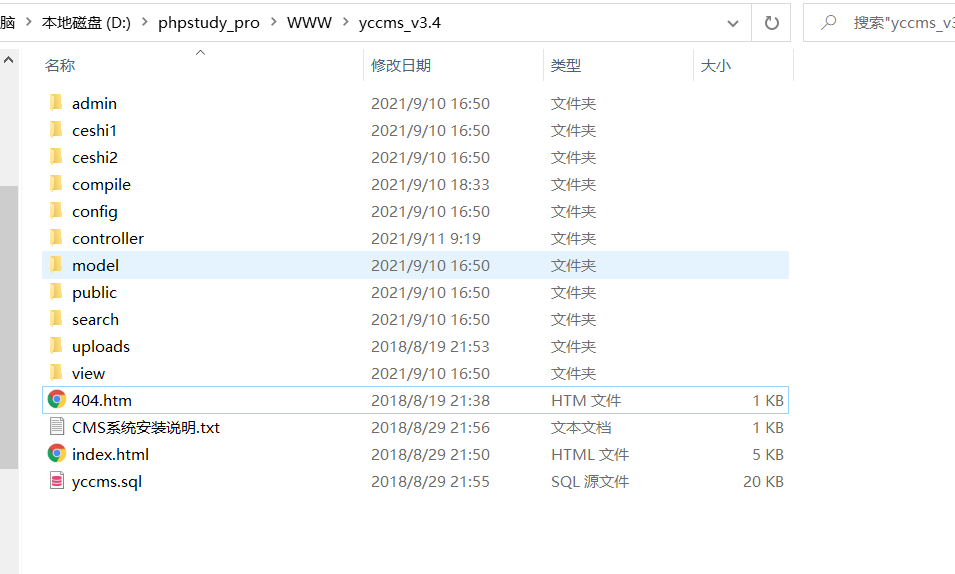 脑 > 本地磁盘 (D:) > phpstudy_pro > WWW > yccms_v3.4
搜索"yccms_v3
名称 修改日期 类型 大小
admin 2021/9/10 16:50 文件夹
ceshi1 2021/9/10 16:50 文件夹
ceshi2 2021/9/10 16:50 文件夹
compile 2021/9/10 18:33 文件夹
config 2021/9/10 16:50 文件夹
controller 2021/9/11 9:19 文件夹
model 2021/9/10 16:50 文件夹
public 2021/9/10 16:50 文件夹
search 2021/9/10 16:50 文件夹
uploads 2018/8/19 21:53 文件夹
view 2021/9/10 16:50 文件夹
404.htm 2018/8/19 21:38 HTM 文件 1 KB
CMS系统安装说明.txt 2018/8/29 21:56 文本文档 1 KB
index.html 2018/8/29 21:50 HTML 文件 5 KB
yccms.sql 2018/8/29 21:55 SQL 源文件 20 KB